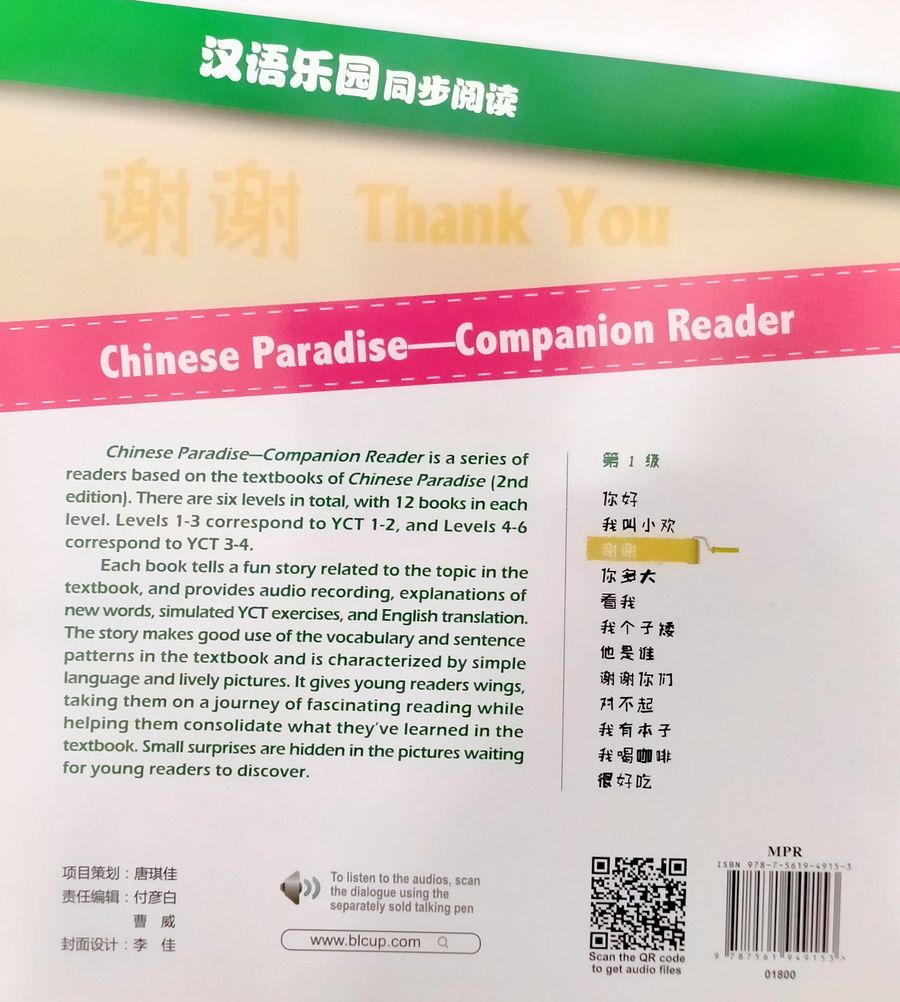 汉语乐园同步阅读
谢谢 Thank You
Chinese Paradise—Companion Reader
Chinese Paradise—Companion Reader is a series of
readers based on the textbooks of Chinese Paradise (2nd
edition). There are six levels in total, with 12 books in each
level. Levels 1-3 correspond to YCT 1-2, and Levels 4-6
correspond to YCT 3-4.
Each book tells a fun story related to the topic in the
textbook, and provides audio recording, explanations of
new words, simulated YCT exercises, and English translation.
The story makes good use of the vocabulary and sentence
patterns in the textbook and is characterized by simple
language and lively pictures. It gives young readers wings,
taking them on a journey of fascinating reading while
helping them consolidate what they've learned in the
textbook. Small surprises are hidden in the pictures waiting
for young readers to discover.
第 1 级
你好
我叫小欢
谢谢
你多大
看我
我个子矮
他是谁
谢谢你们
对不起
我有本子
我喝咖啡
很好吃
项目策划：唐琪佳
责任编辑：付彦白
曹 威
封面设计：李 佳
To listen to the audios, scan
the dialogue using the
separately sold talking pen
www.blcup.com
Scan the QR code
to get audio files
MPR
ISBN 978-7-5619-4915-3
9 787561 949153 >
01800